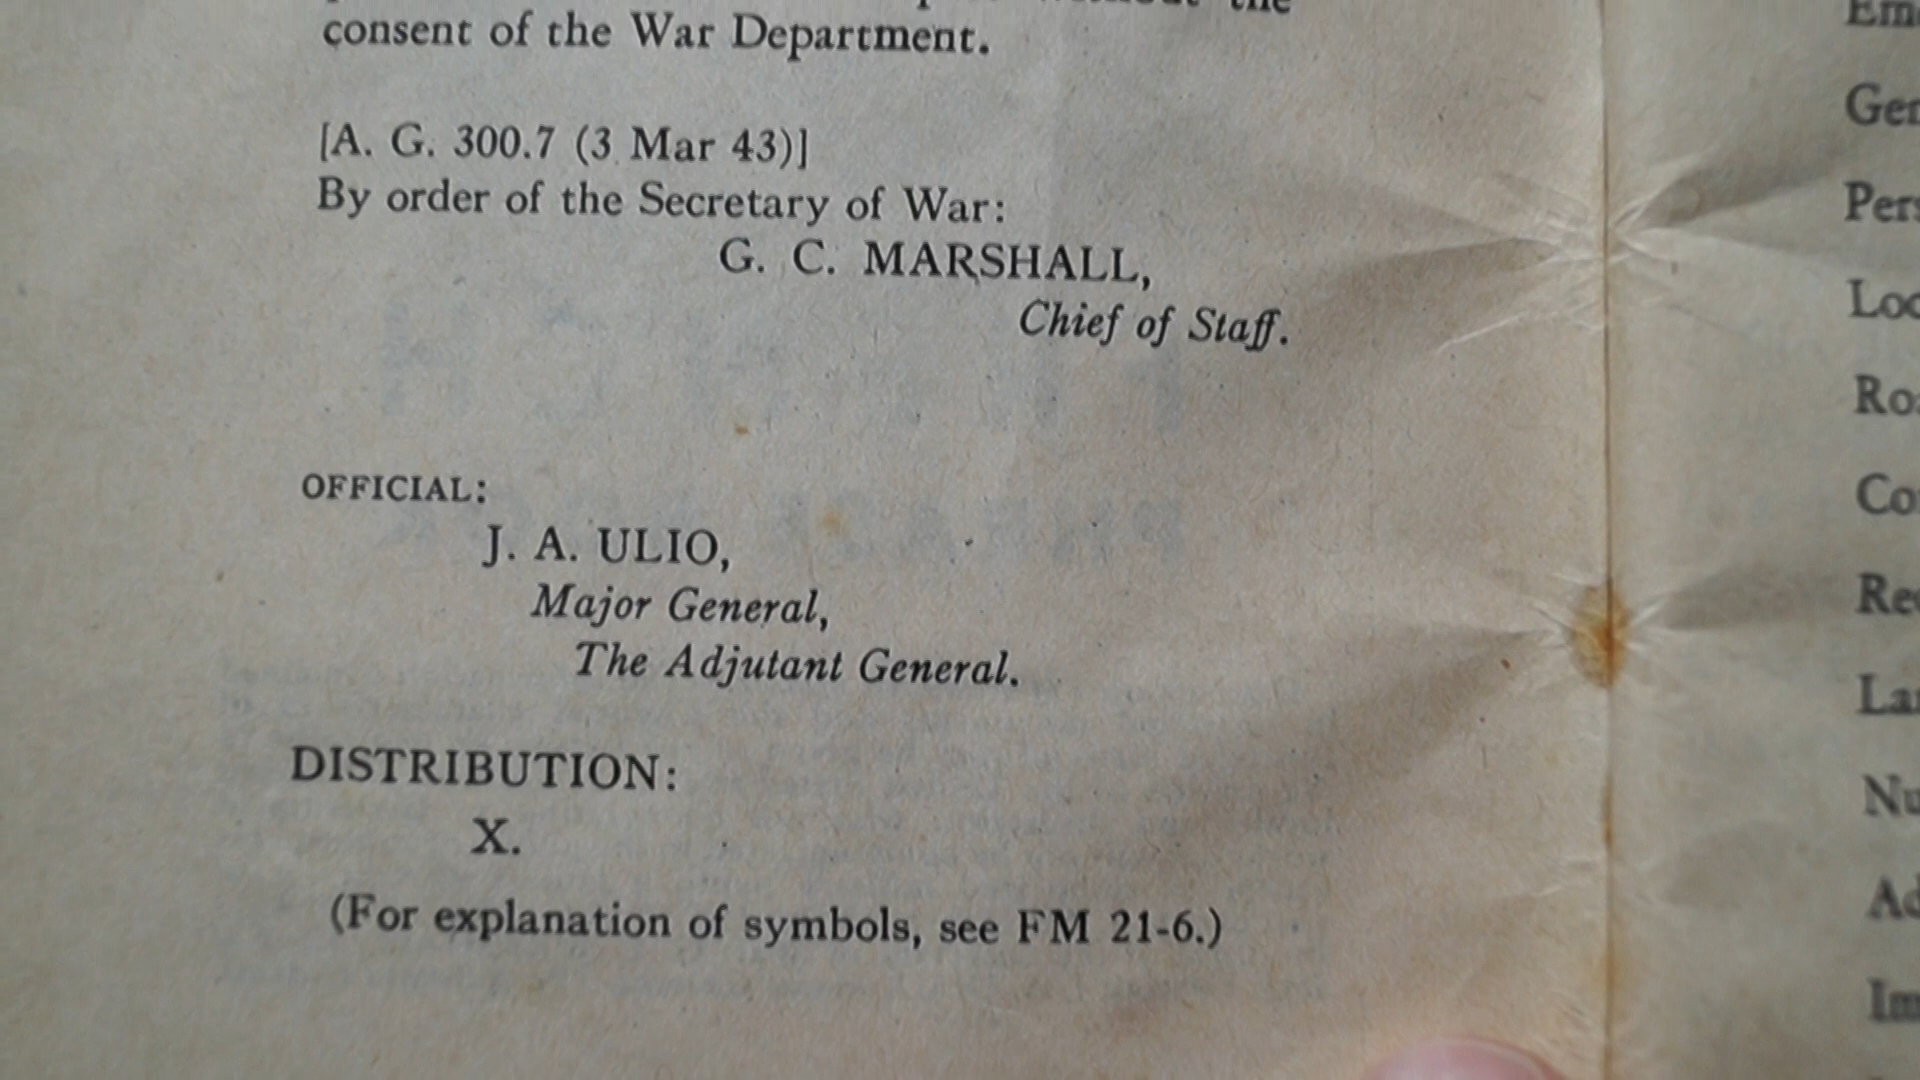 the
consent of the War Department.
[A. G. 300.7 (3 Mar 43)]
By order of the Secretary of War:
G. C. MARSHALL,
Chief of Staff.
OFFICIAL:
J. A. ULIO,
Major General,
The Adjutant General.
DISTRIBUTION:
X.
(For explanation of symbols, see FM 21-6.)